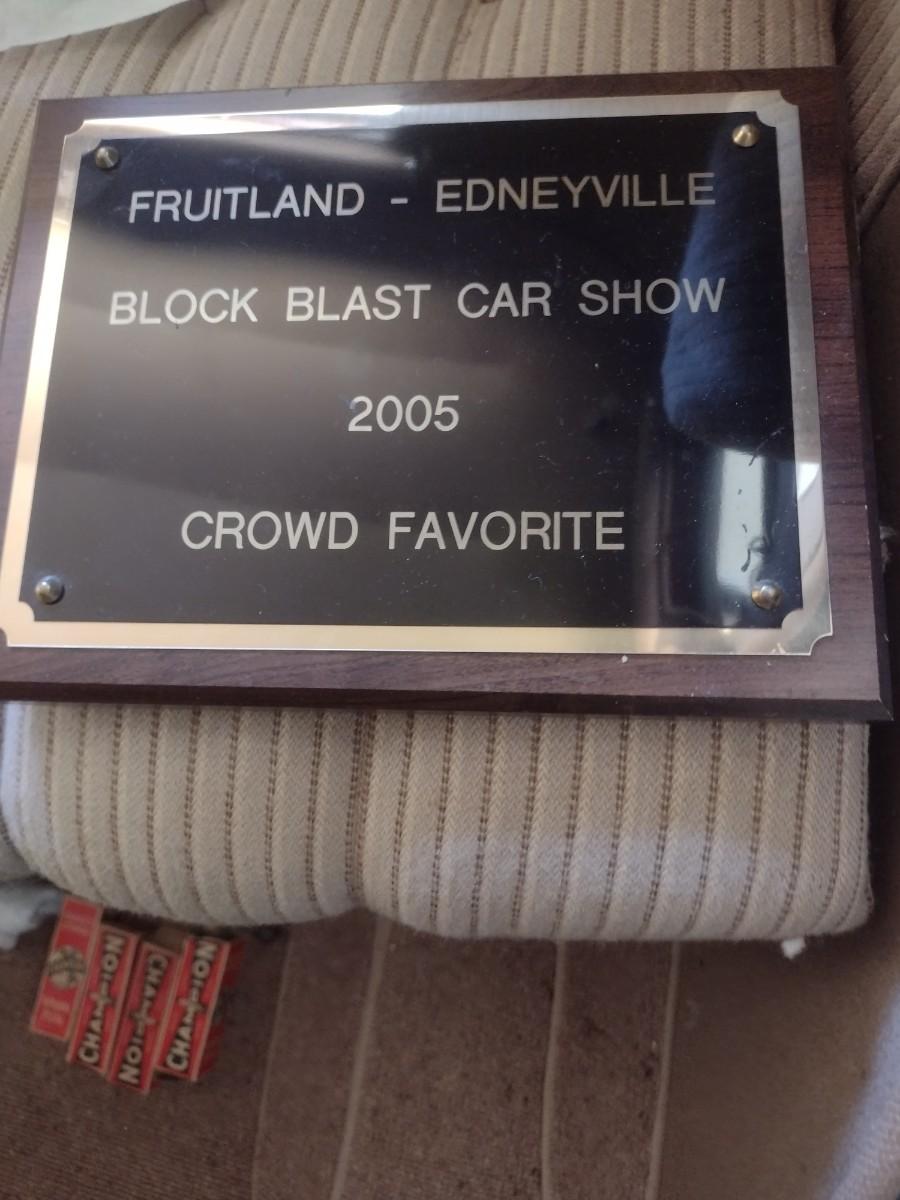 FRUITLAND - EDNEYVILLE
BLOCK BLAST CAR SHOW
2005
CROWD FAVORITE
CHAMPION
CHAMPION
CHAMPION